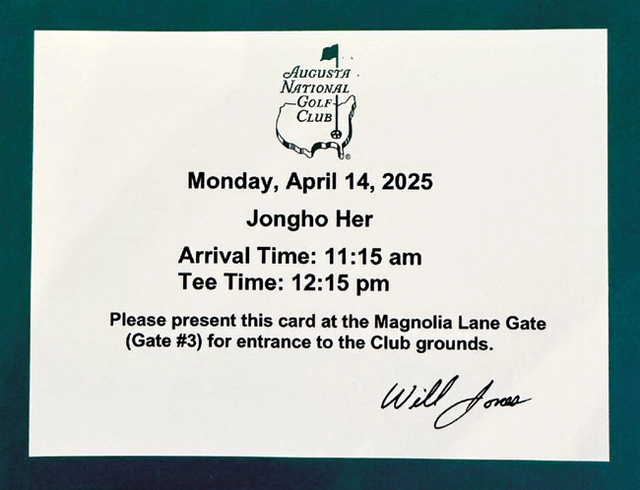 AUGUSTA
NATIONAL
GOLF
CLUB
®
Monday, April 14, 2025
Jongho Her
Arrival Time: 11:15 am
Tee Time: 12:15 pm
Please present this card at the Magnolia Lane Gate
(Gate #3) for entrance to the Club grounds.
Will Jones